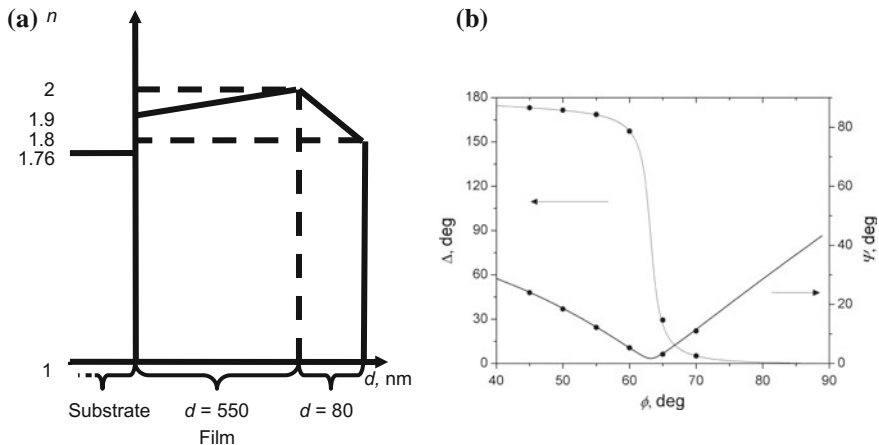 (a)
n
2
1.9
1.8
1.76
1
d, nm
Substrate
d = 550
d = 80
Film
(b)
180
150
120
90
60
30
0
Δ, deg
80
60
40
20
0
Ψ, deg
40 50 60 70 80 90
ϕ, deg